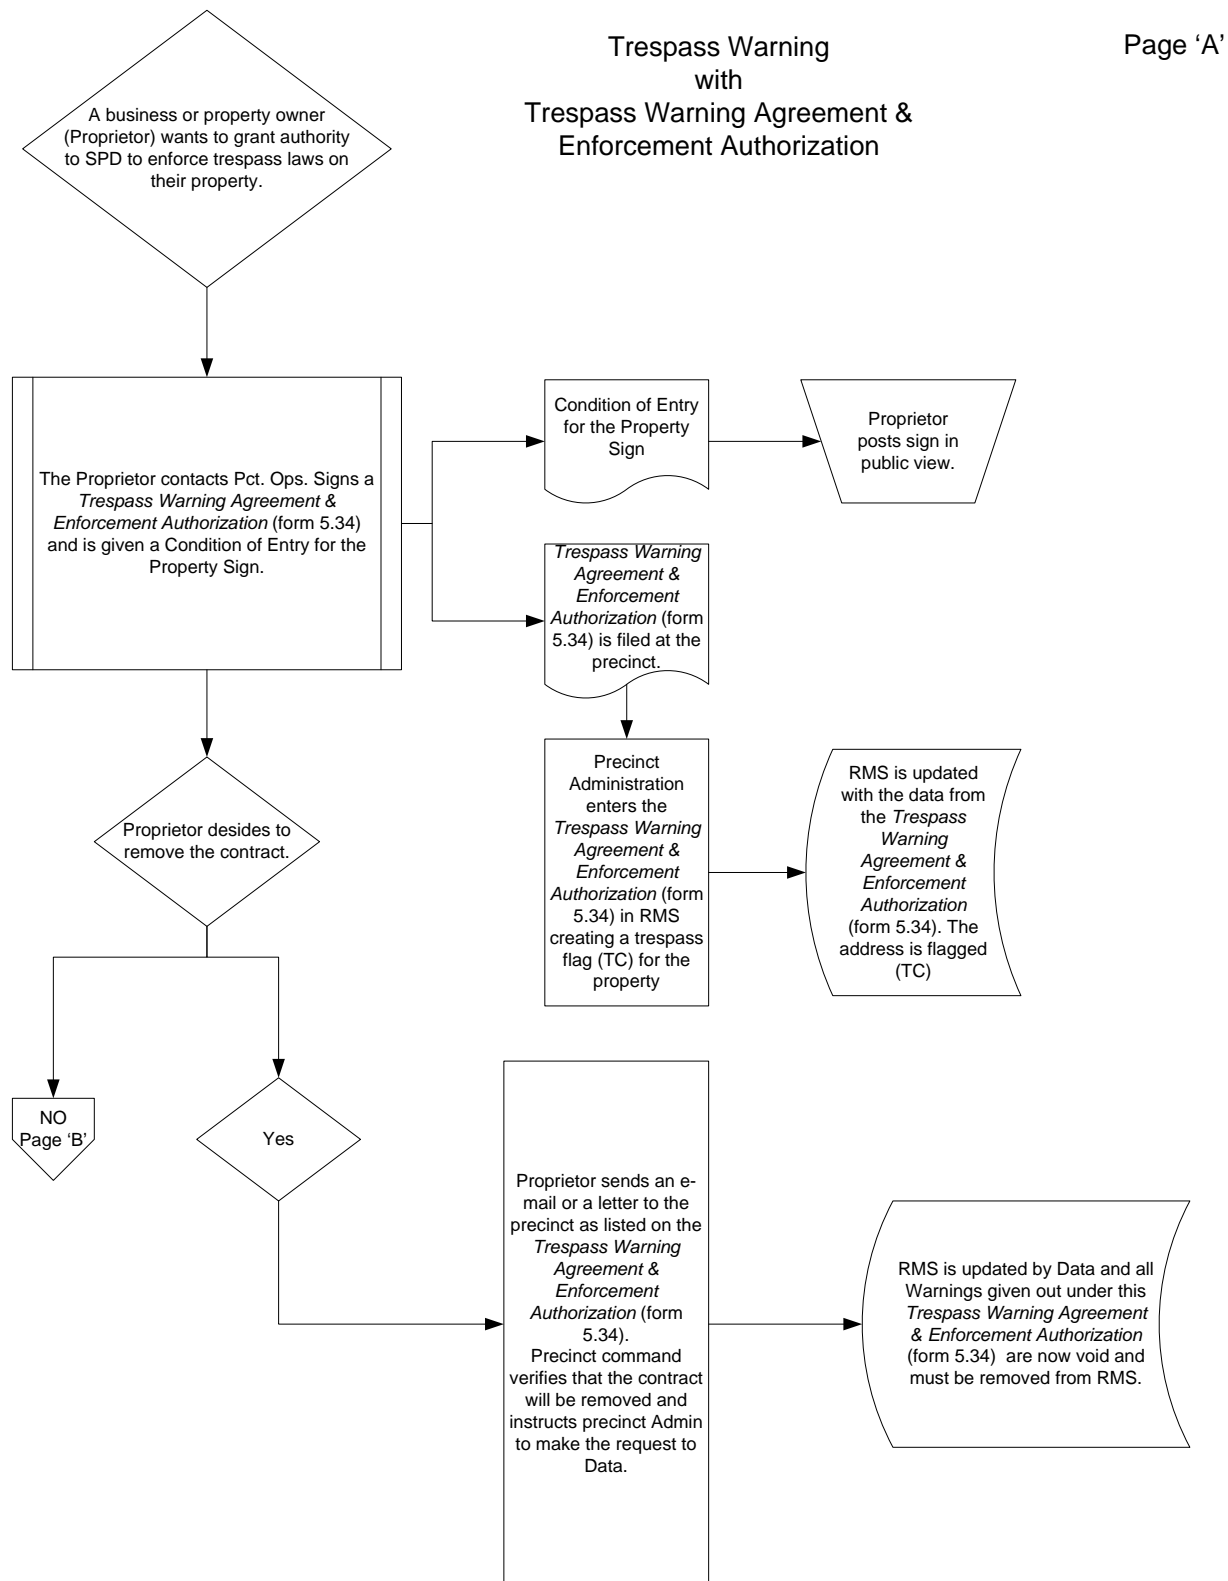 Trespass Warning
with
Trespass Warning Agreement &
Enforcement Authorization
Page ‘A’
A business or property owner
(Proprietor) wants to grant authority
to SPD to enforce trespass laws on
their property.
The Proprietor contacts Pct. Ops. Signs a
Trespass Warning Agreement &
Enforcement Authorization (form 5.34)
and is given a Condition of Entry for the
Property Sign.
Condition of Entry
for the Property
Sign
Proprietor
posts sign in
public view.
Trespass Warning
Agreement &
Enforcement
Authorization (form
5.34) is filed at the
precinct.
Precinct
Administration
enters the
Trespass Warning
Agreement &
Enforcement
Authorization (form
5.34) in RMS
creating a trespass
flag (TC) for the
property
RMS is updated
with the data from
the Trespass
Warning
Agreement &
Enforcement
Authorization
(form 5.34). The
address is flagged
(TC)
Proprietor desides to
remove the contract.
NO
Page ‘B’
Yes
Proprietor sends an e-
mail or a letter to the
precinct as listed on the
Trespass Warning
Agreement &
Enforcement
Authorization (form
5.34).
Precinct command
verifies that the contract
will be removed and
instructs precinct Admin
to make the request to
Data.
RMS is updated by Data and all
Warnings given out under this
Trespass Warning Agreement
& Enforcement Authorization
(form 5.34) are now void and
must be removed from RMS.